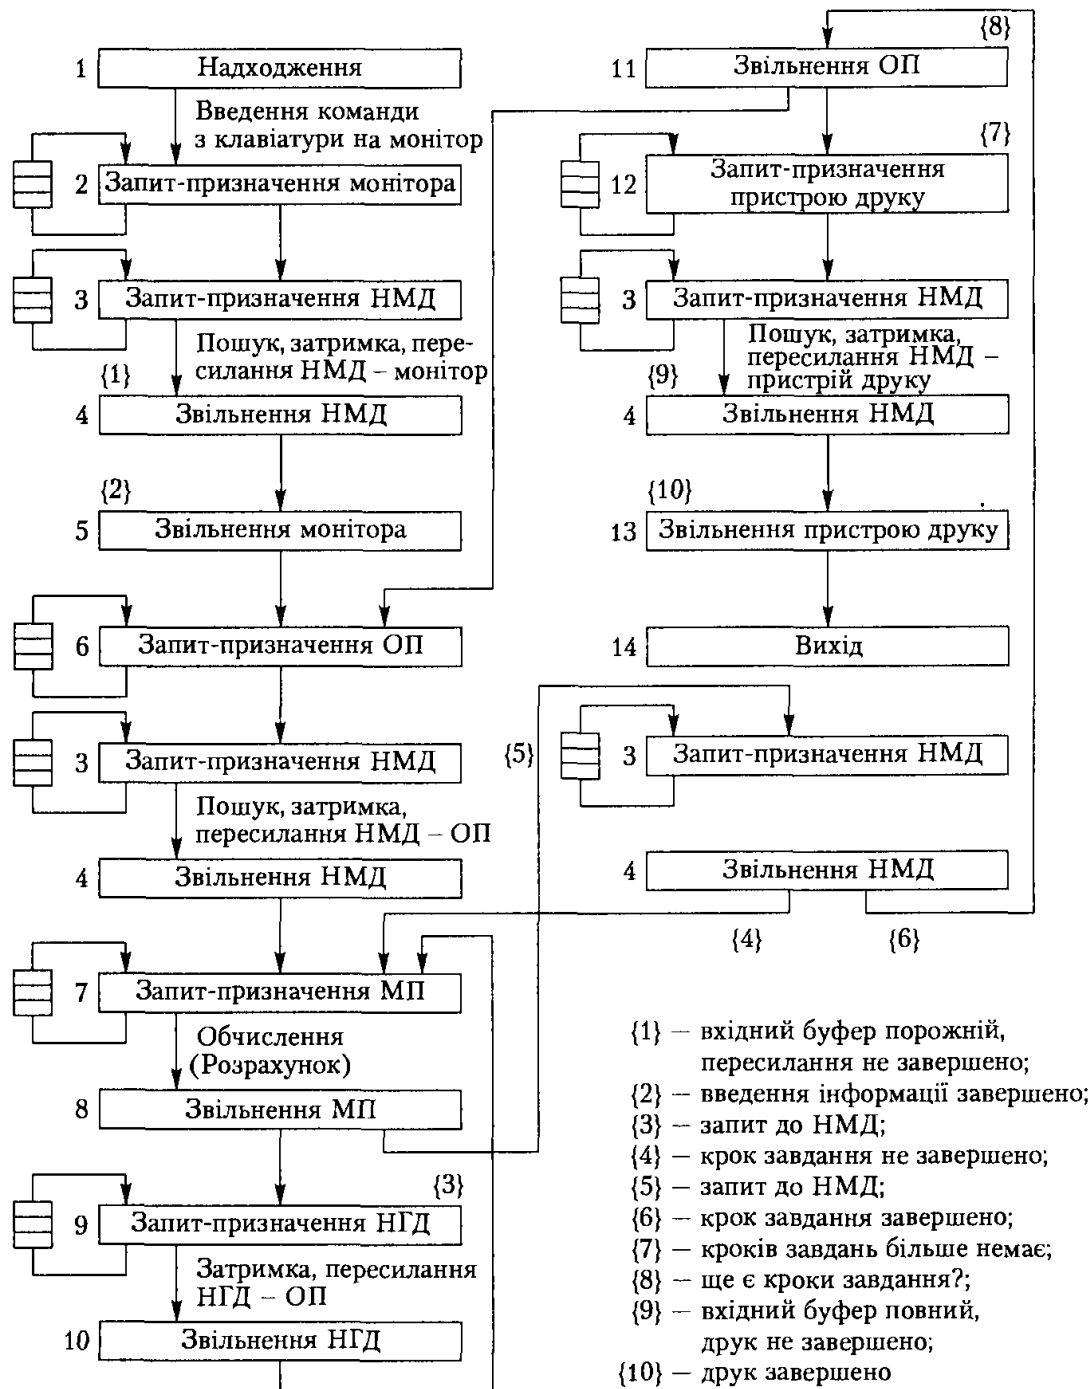 1 Надходження
Введення команди
з клавіатури на монітор
2 Запит-призначення монітора
3 Запит-призначення НМД
Пошук, затримка, пере-
силання НМД – монітор
{1}
4 Звільнення НМД
{2}
5 Звільнення монітора
6 Запит-призначення ОП
3 Запит-призначення НМД
Пошук, затримка,
пересилання НМД – ОП
4 Звільнення НМД
7 Запит-призначення МП
Обчислення
(Розрахунок)
8 Звільнення МП
{3}
9 Запит-призначення НГД
Затримка, пересилання
НГД – ОП
10 Звільнення НГД
{8}
11 Звільнення ОП
{7}
12 Запит-призначення
пристрою друку
3 Запит-призначення НМД
Пошук, затримка,
пересилання НМД –
пристрій друку
{9}
4 Звільнення НМД
{10}
13 Звільнення пристрою друку
14 Вихід
{5}
3 Запит-призначення НМД
4 Звільнення НМД
{4} {6}
{1} – вхідний буфер порожній,
пересилання не завершено;
{2} – введення інформації завершено;
{3} – запит до НМД;
{4} – крок завдання не завершено;
{5} – запит до НМД;
{6} – крок завдання завершено;
{7} – кроків завдань більше немає;
{8} – ще є кроки завдання?;
{9} – вхідний буфер повний,
друк не завершено;
{10} – друк завершено